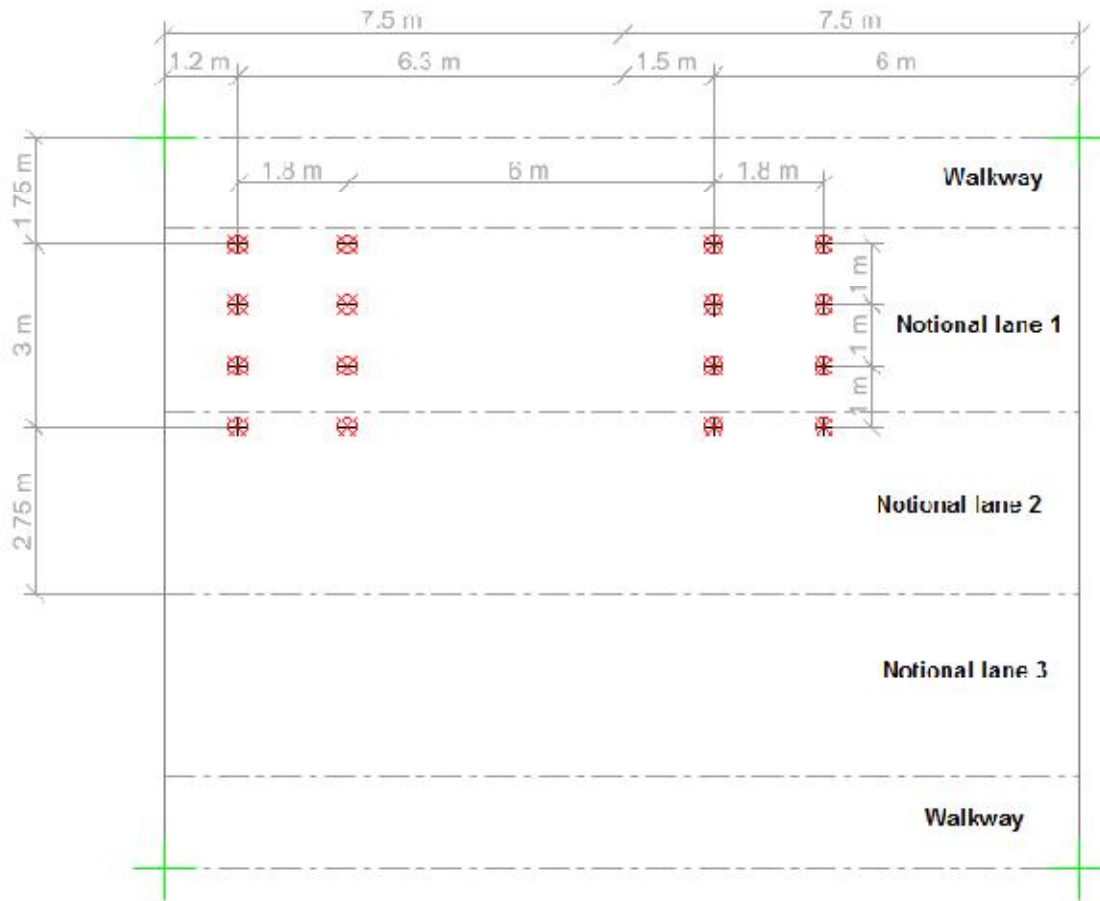 7.5 m 7.5 m
1.2 m 6.3 m 1.5 m 6 m
1.75 m
1.8 m 6 m 1.8 m
Walkway
3 m
1 m
1 m
1 m
Notional lane 1
2.75 m
Notional lane 2
Notional lane 3
Walkway